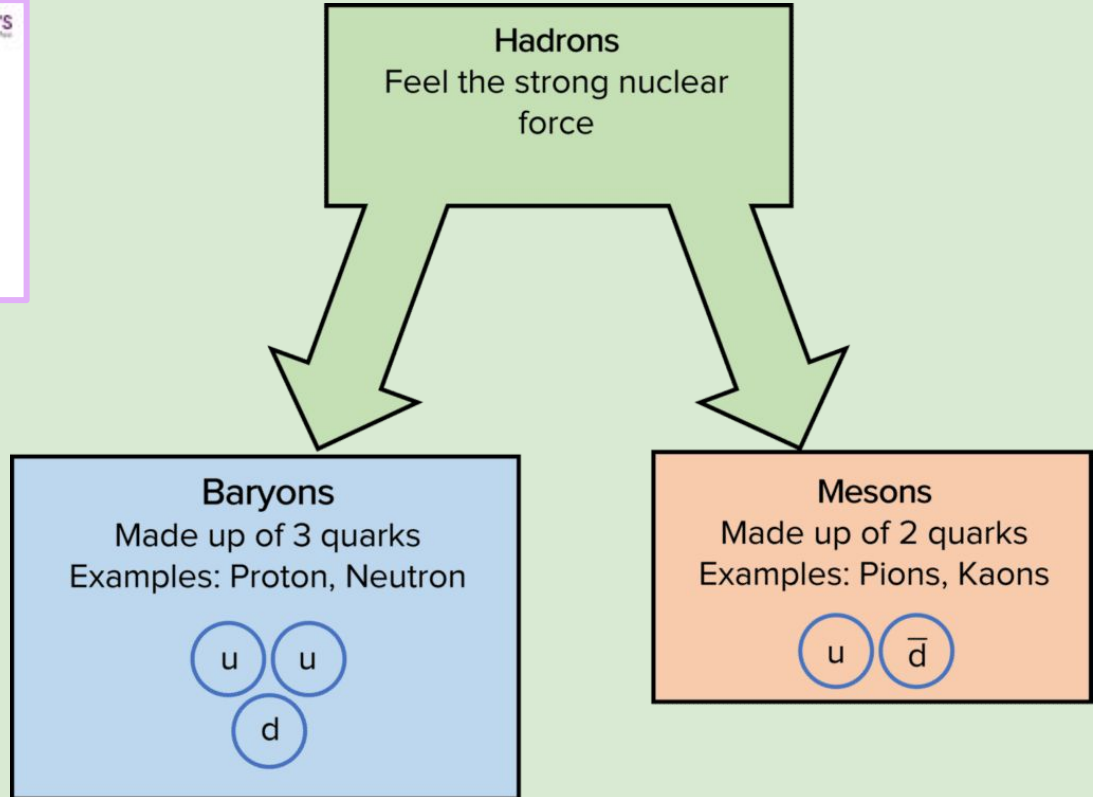 Hadrons
Feel the strong nuclear
force
Baryons
Made up of 3 quarks
Examples: Proton, Neutron
u u
d
Mesons
Made up of 2 quarks
Examples: Pions, Kaons
u d̅